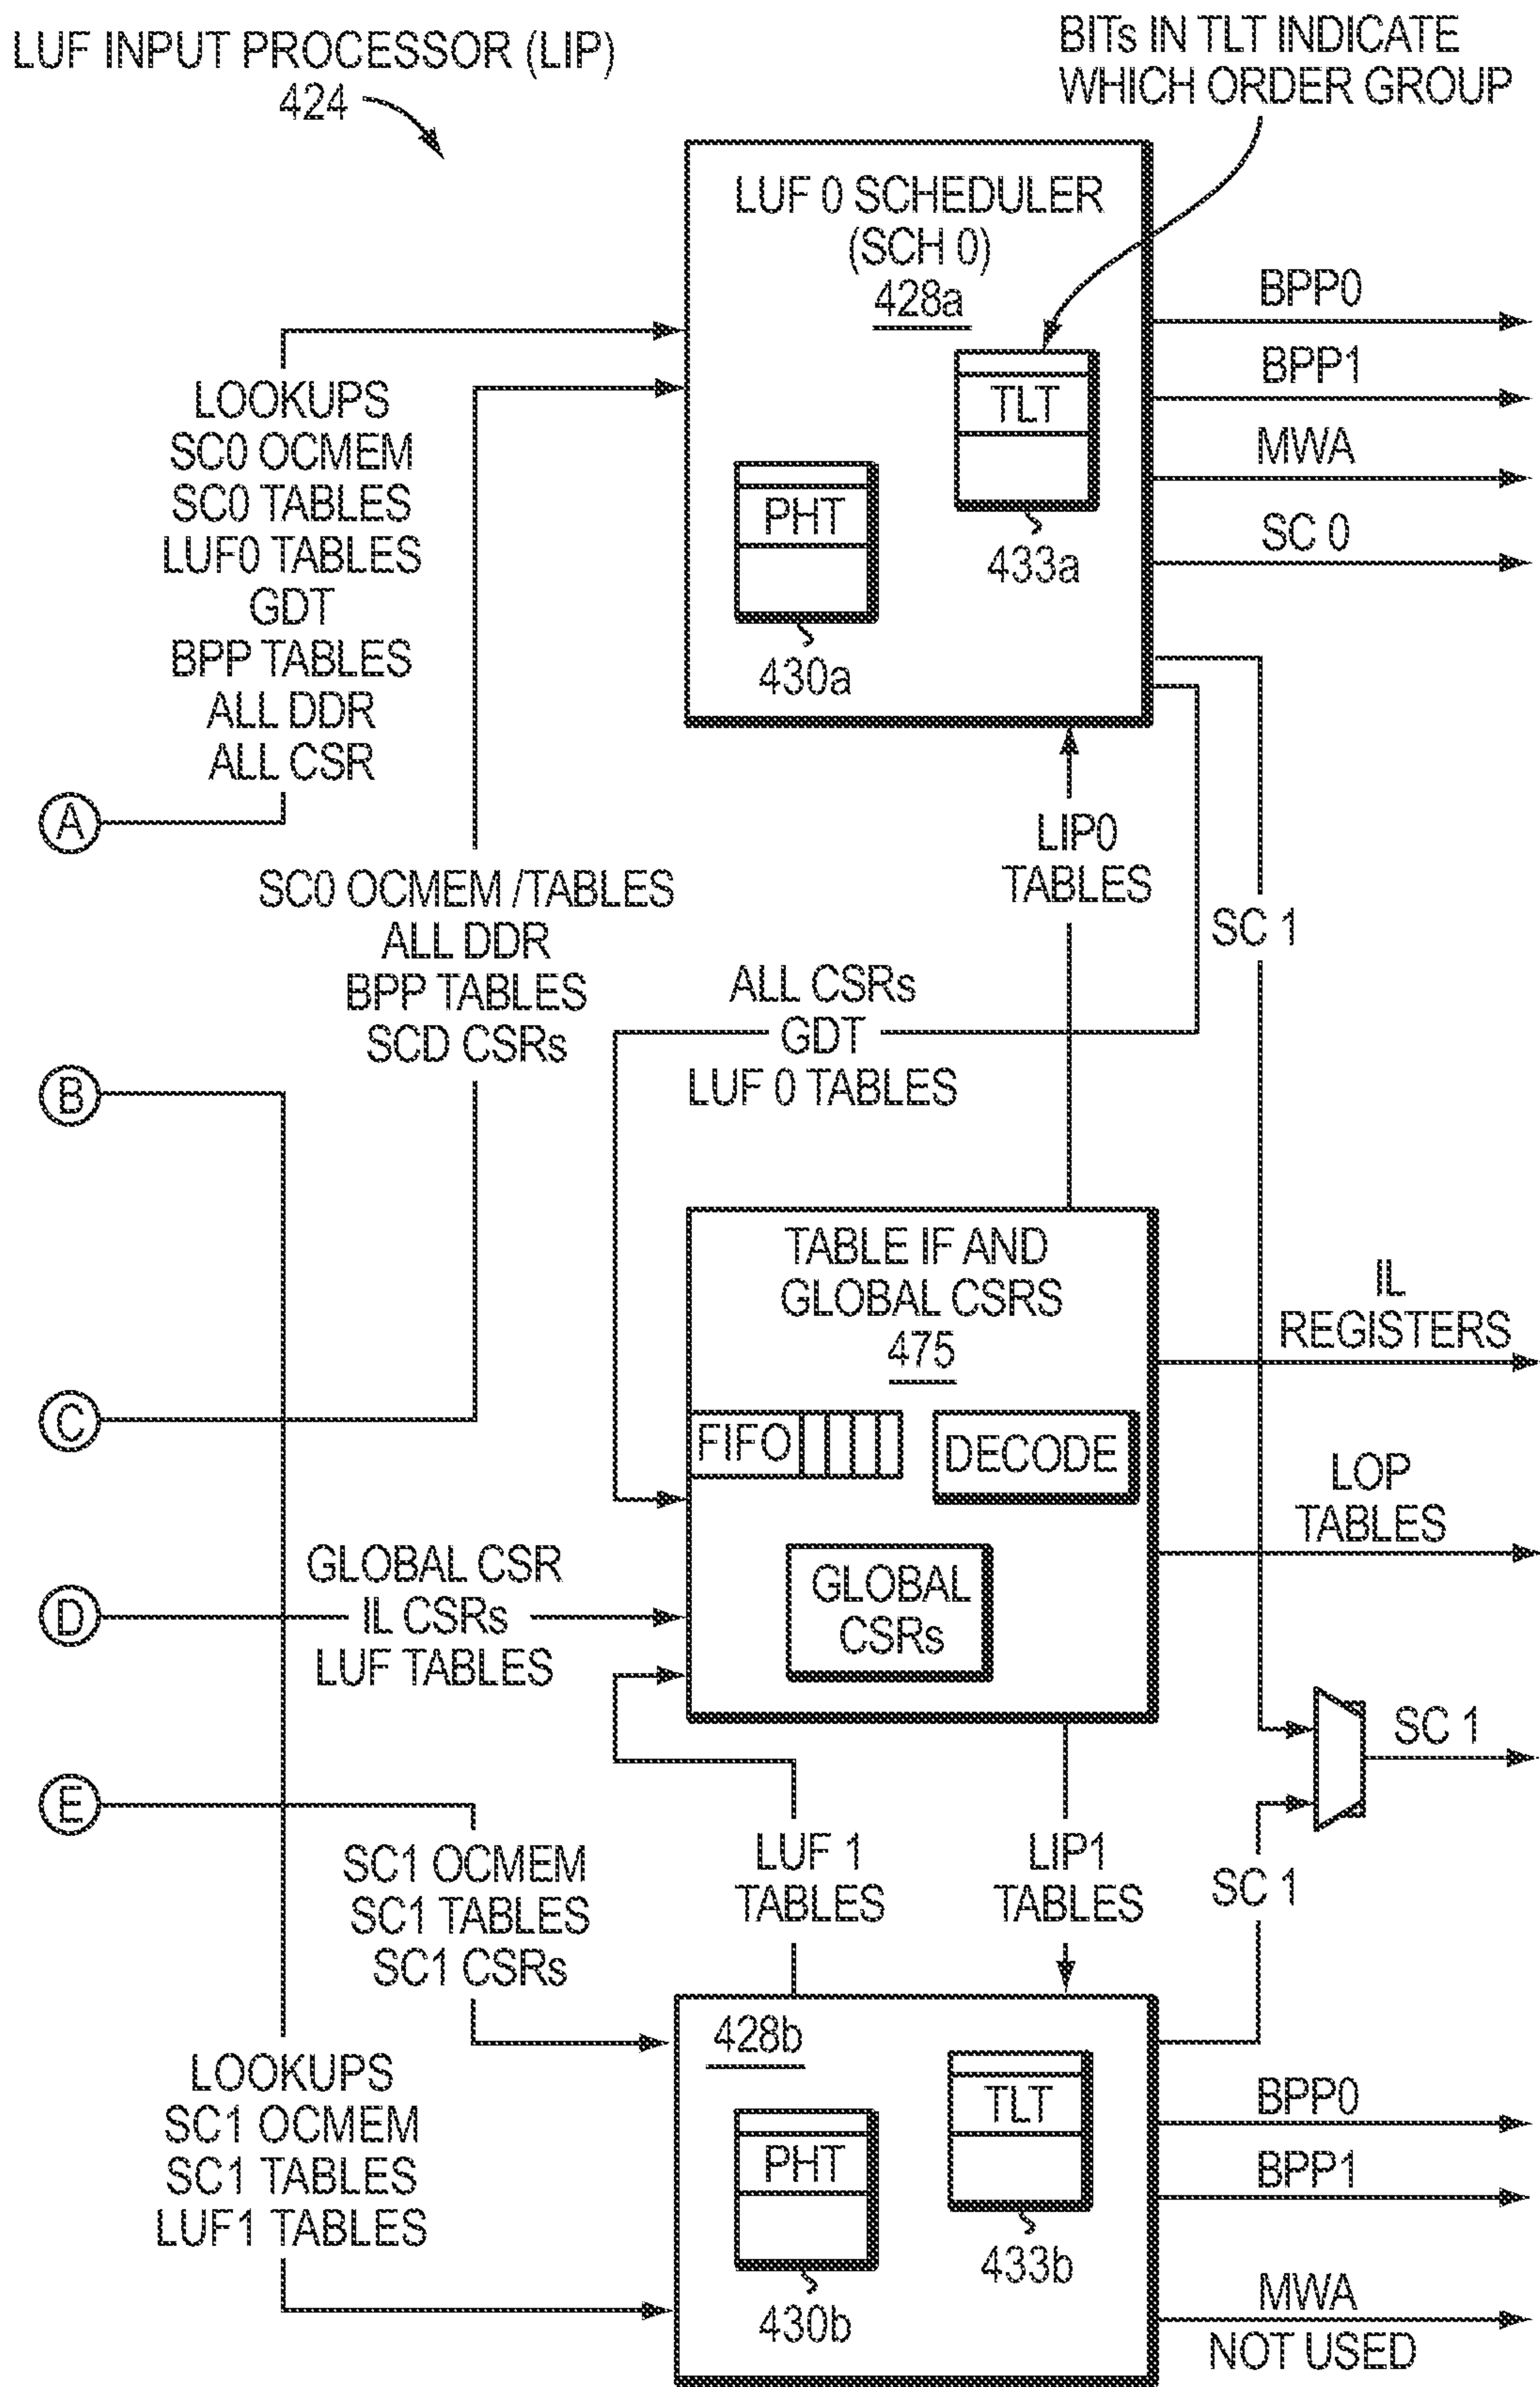 LUF INPUT PROCESSOR (LIP)
424
BITs IN TLT INDICATE
WHICH ORDER GROUP
LUF 0 SCHEDULER
(SCH 0)
428a
TLT
433a
PHT
430a
BPP0
BPP1
MWA
SC 0
LOOKUPS
SC0 OCMEM
SC0 TABLES
LUF0 TABLES
GDT
BPP TABLES
ALL DDR
ALL CSR
A
SC0 OCMEM /TABLES
ALL DDR
BPP TABLES
SCD CSRs
LIP0
TABLES
SC 1
ALL CSRs
GDT
LUF 0 TABLES
B
TABLE IF AND
GLOBAL CSRS
475
FIFO
DECODE
GLOBAL
CSRs
IL
REGISTERS
LOP
TABLES
C
GLOBAL CSR
IL CSRs
LUF TABLES
D
SC 1
E
SC1 OCMEM
SC1 TABLES
SC1 CSRs
LUF 1
TABLES
LIP1
TABLES
SC 1
428b
TLT
433b
PHT
430b
LOOKUPS
SC1 OCMEM
SC1 TABLES
LUF1 TABLES
BPP0
BPP1
MWA
NOT USED